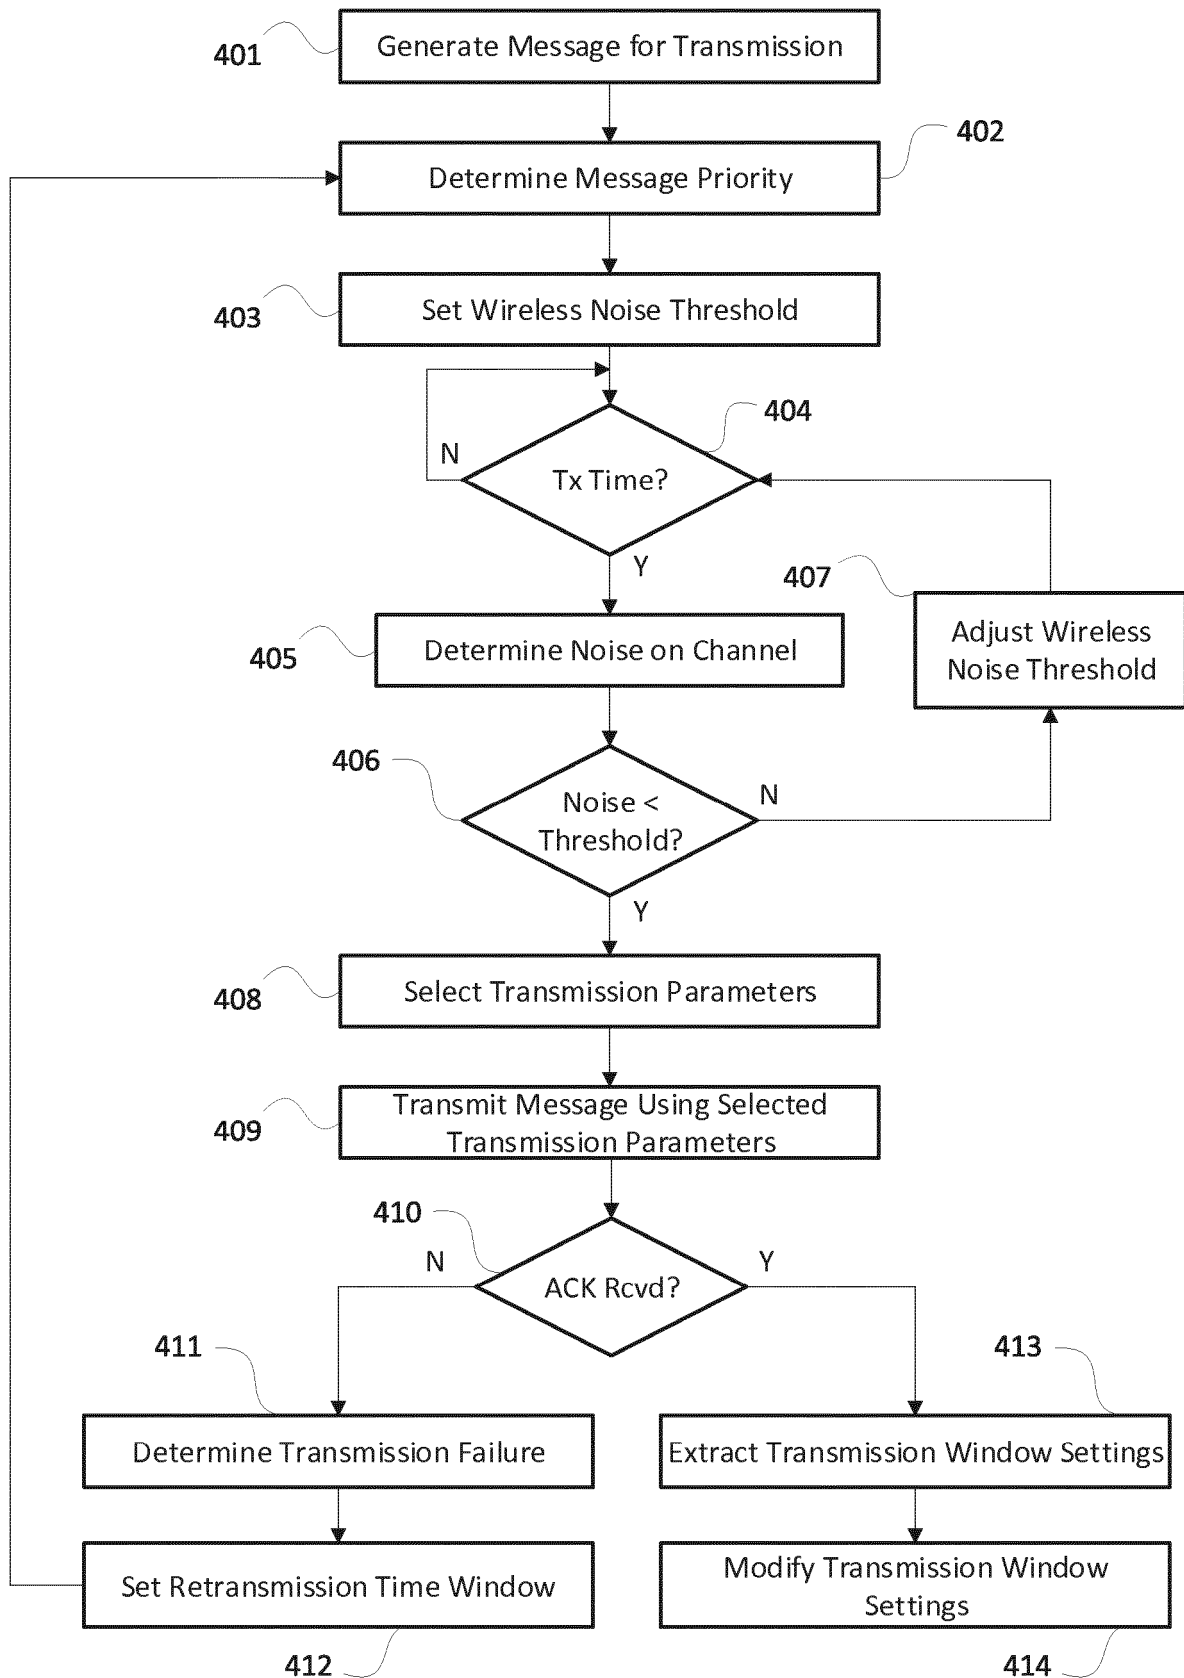 401
Generate Message for Transmission
402
Determine Message Priority
403
Set Wireless Noise Threshold
404
N
Tx Time?
Y
407
Adjust Wireless
Noise Threshold
405
Determine Noise on Channel
406
Noise <
Threshold?
N
Y
408
Select Transmission Parameters
409
Transmit Message Using Selected
Transmission Parameters
410
N
ACK Rcvd?
Y
411
413
Determine Transmission Failure
Extract Transmission Window Settings
Set Retransmission Time Window
Modify Transmission Window
Settings
412
414